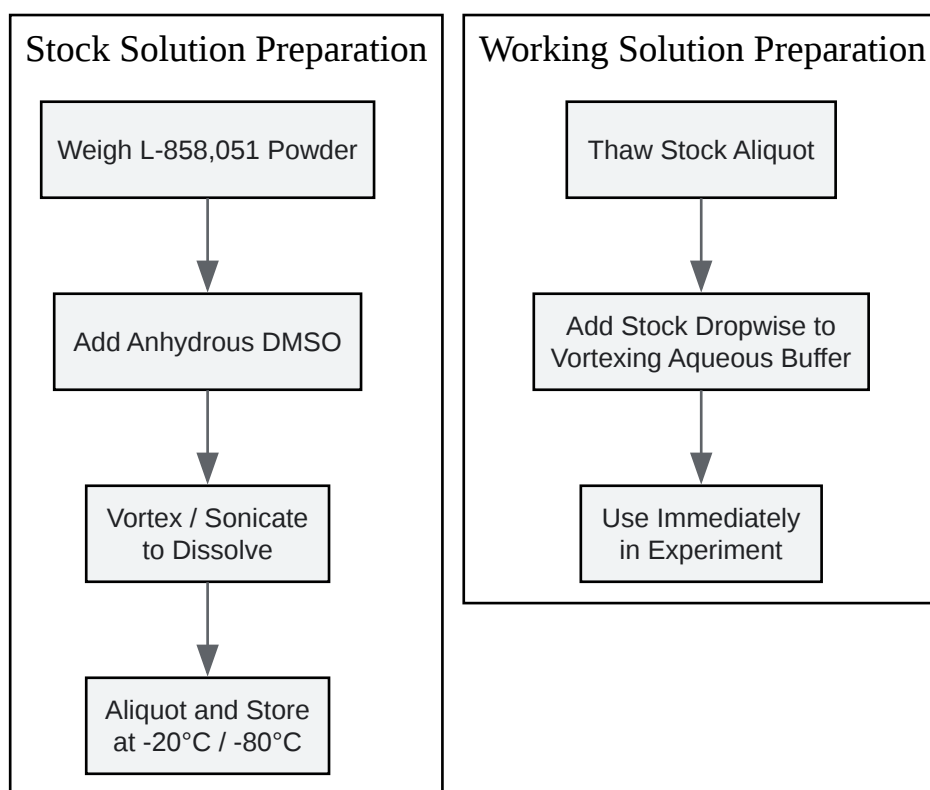 Stock Solution Preparation
Weigh L-858,051 Powder
Add Anhydrous DMSO
Vortex / Sonicate
to Dissolve
Aliquot and Store
at -20°C / -80°C
Working Solution Preparation
Thaw Stock Aliquot
Add Stock Dropwise to
Vortexing Aqueous Buffer
Use Immediately
in Experiment